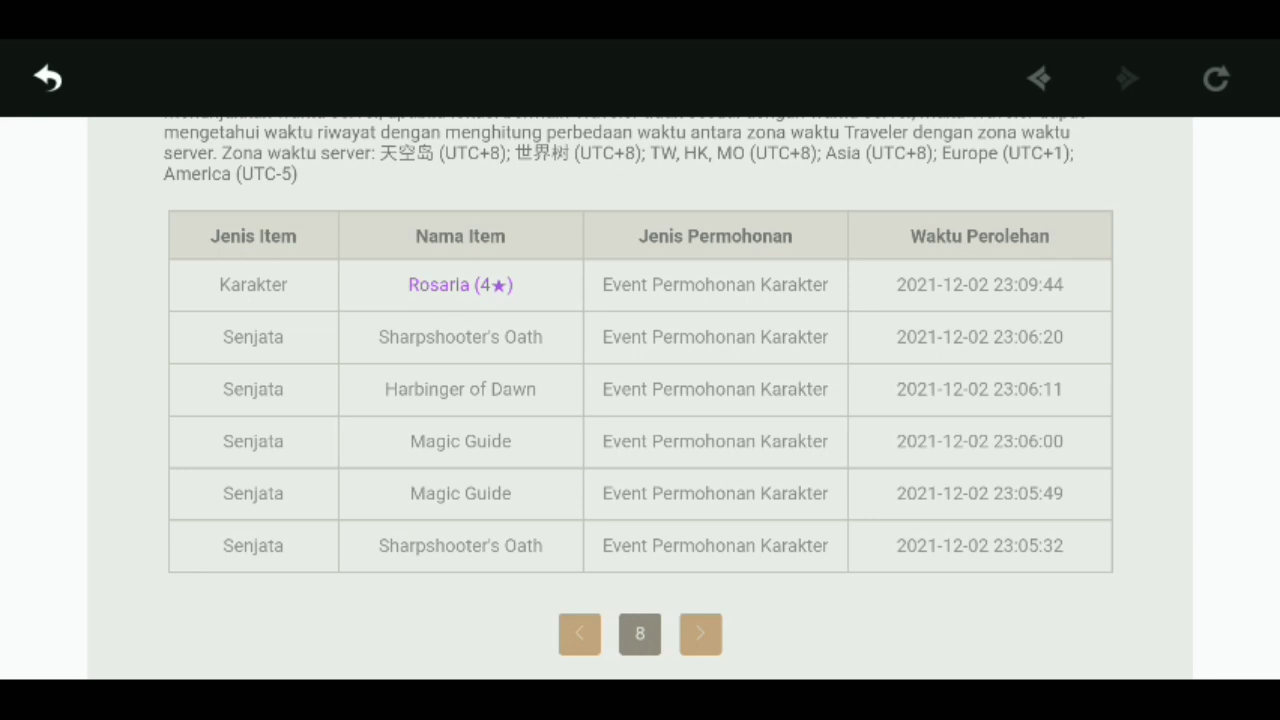 mengetahui waktu riwayat dengan menghitung perbedaan waktu antara zona waktu Traveler dengan zona waktu
server. Zona waktu server: 天空岛 (UTC+8); 世界树 (UTC+8); TW, HK, MO (UTC+8); Asia (UTC+8); Europe (UTC+1);
America (UTC-5)
Jenis Item Nama Item Jenis Permohonan Waktu Perolehan
Karakter Rosaria (4★) Event Permohonan Karakter 2021-12-02 23:09:44
Senjata Sharpshooter's Oath Event Permohonan Karakter 2021-12-02 23:06:20
Senjata Harbinger of Dawn Event Permohonan Karakter 2021-12-02 23:06:11
Senjata Magic Guide Event Permohonan Karakter 2021-12-02 23:06:00
Senjata Magic Guide Event Permohonan Karakter 2021-12-02 23:05:49
Senjata Sharpshooter's Oath Event Permohonan Karakter 2021-12-02 23:05:32
8